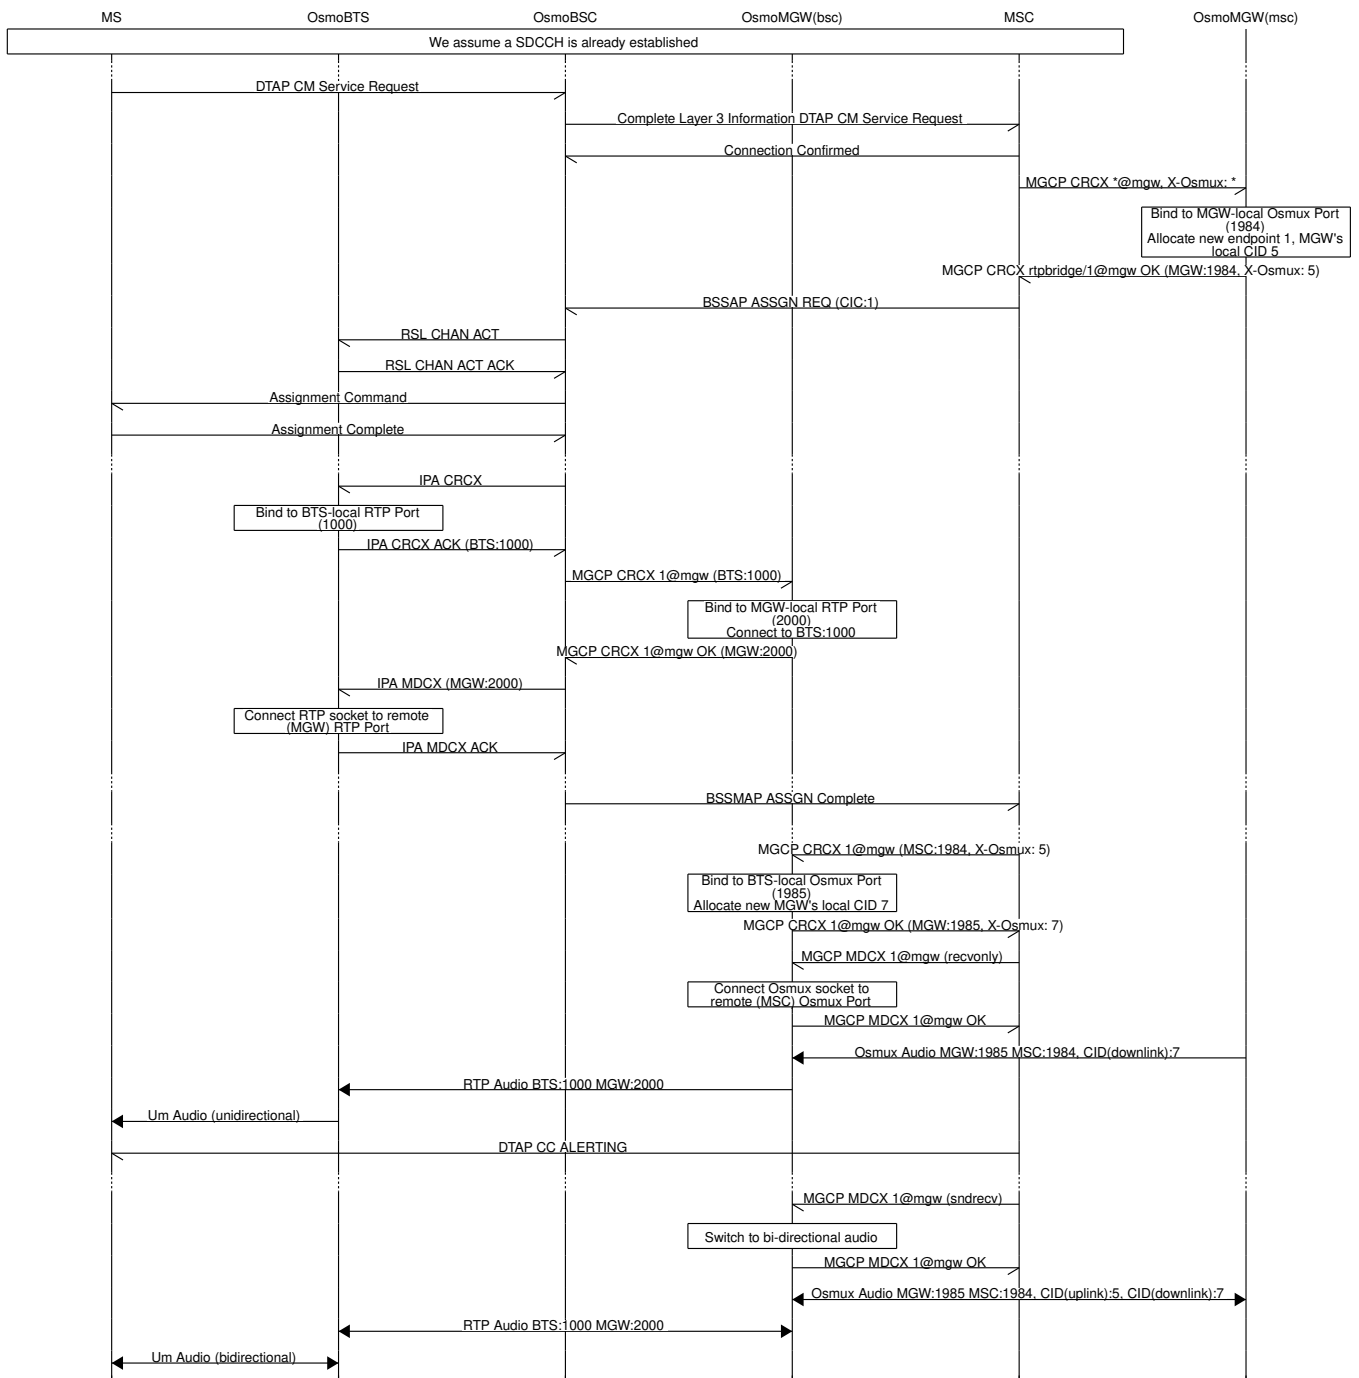 MS OsmoBTS OsmoBSC OsmoMGW(bsc) MSC OsmoMGW(msc)
We assume a SDCCH is already established
DTAP CM Service Request
Complete Layer 3 Information DTAP CM Service Request
Connection Confirmed
MGCP CRCX *@mgw, X-Osmux: *
Bind to MGW-local Osmux Port
(1984)
Allocate new endpoint 1, MGW's
local CID 5
MGCP CRCX rtpbridge/1@mgw OK (MGW:1984, X-Osmux: 5)
BSSAP ASSGN REQ (CIC:1)
RSL CHAN ACT
RSL CHAN ACT ACK
Assignment Command
Assignment Complete
IPA CRCX
Bind to BTS-local RTP Port
(1000)
IPA CRCX ACK (BTS:1000)
MGCP CRCX 1@mgw (BTS:1000)
Bind to MGW-local RTP Port
(2000)
Connect to BTS:1000
MGCP CRCX 1@mgw OK (MGW:2000)
IPA MDCX (MGW:2000)
Connect RTP socket to remote
(MGW) RTP Port
IPA MDCX ACK
BSSMAP ASSGN Complete
MGCP CRCX 1@mgw (MSC:1984, X-Osmux: 5)
Bind to BTS-local Osmux Port
(1985)
Allocate new MGW's local CID 7
MGCP CRCX 1@mgw OK (MGW:1985, X-Osmux: 7)
MGCP MDCX 1@mgw (recvonly)
Connect Osmux socket to
remote (MSC) Osmux Port
MGCP MDCX 1@mgw OK
Osmux Audio MGW:1985 MSC:1984, CID(downlink):7
RTP Audio BTS:1000 MGW:2000
Um Audio (unidirectional)
DTAP CC ALERTING
MGCP MDCX 1@mgw (sndrecv)
Switch to bi-directional audio
MGCP MDCX 1@mgw OK
Osmux Audio MGW:1985 MSC:1984, CID(uplink):5, CID(downlink):7
RTP Audio BTS:1000 MGW:2000
Um Audio (bidirectional)